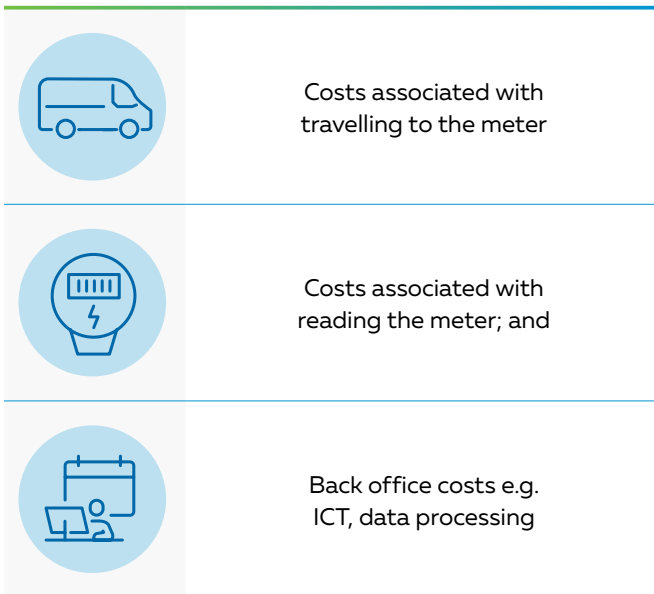 Costs associated with
travelling to the meter
Costs associated with
reading the meter; and
Back office costs e.g.
ICT, data processing